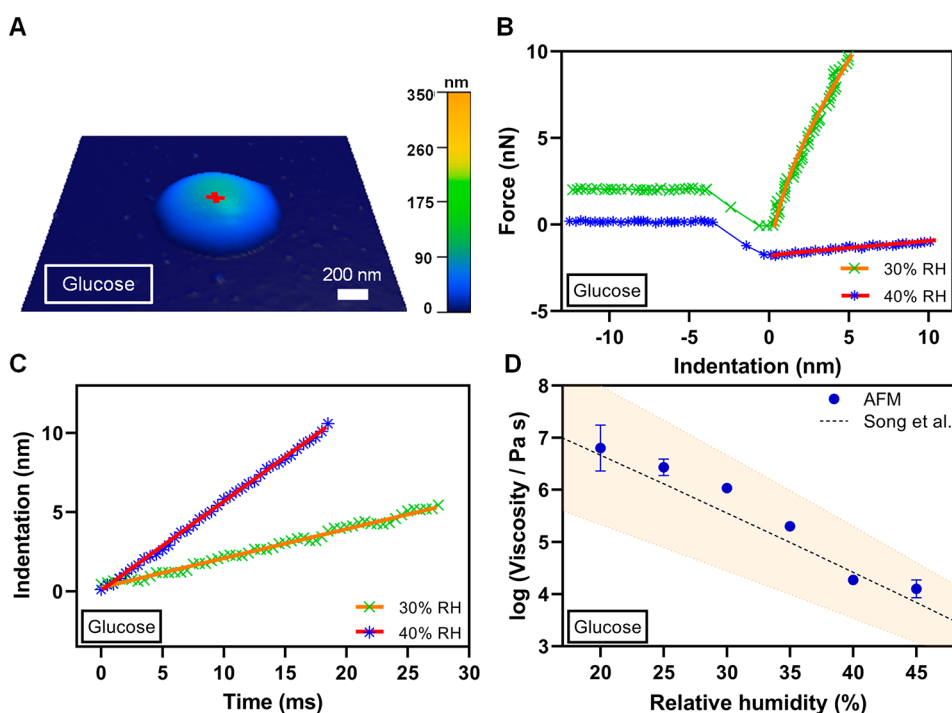 A
nm
350
260
175
90
0
Glucose
200 nm
B
Force (nN)
10
5
0
-5
-10
-5
0
5
10
Indentation (nm)
Glucose
30% RH
40% RH
C
Indentation (nm)
10
5
0
0
5
10
15
20
25
30
Time (ms)
Glucose
30% RH
40% RH
D
log (Viscosity / Pa s)
8
7
6
5
4
3
20
25
30
35
40
45
Relative humidity (%)
Glucose
AFM
Song et al.